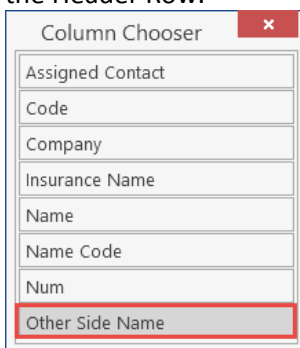 the Header Row.
Column Chooser
Assigned Contact
Code
Company
Insurance Name
Name
Name Code
Num
Other Side Name